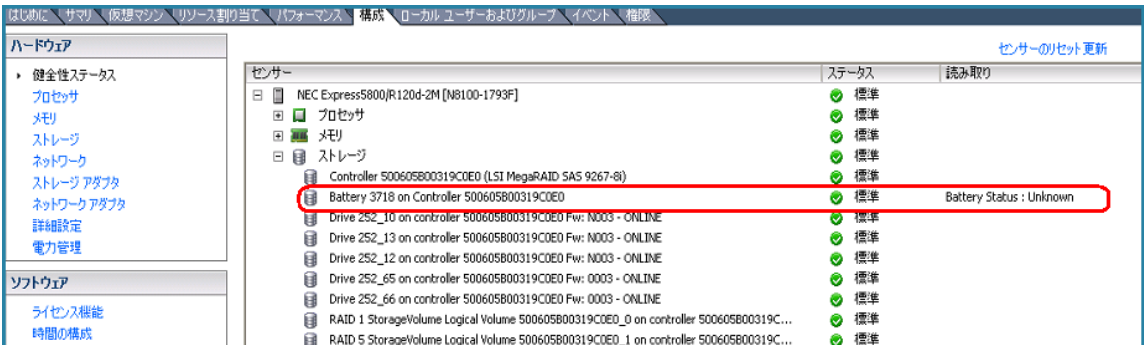 はじめに サマリ 仮想マシン リソース割り当て パフォーマンス 構成 ローカル ユーザーおよびグループ イベント 権限
ハードウェア
健全性ステータス
プロセッサ
メモリ
ストレージ
ネットワーク
ストレージ アダプタ
ネットワーク アダプタ
詳細設定
電力管理
ソフトウェア
ライセンス機能
時間の構成
センサーのリセット 更新
センサー ステータス 読み取り
NEC Express5800/R120d-2M [N8100-1793F] 標準
プロセッサ 標準
メモリ 標準
ストレージ 標準
Controller 500605B00319C0E0 (LSI MegaRAID SAS 9267-8i) 標準
Battery 3718 on Controller 500605B00319C0E0 標準 Battery Status : Unknown
Drive 252_10 on controller 500605B00319C0E0 Fw: N003 - ONLINE 標準
Drive 252_13 on controller 500605B00319C0E0 Fw: N003 - ONLINE 標準
Drive 252_12 on controller 500605B00319C0E0 Fw: N003 - ONLINE 標準
Drive 252_65 on controller 500605B00319C0E0 Fw: 0003 - ONLINE 標準
Drive 252_66 on controller 500605B00319C0E0 Fw: 0003 - ONLINE 標準
RAID 1 StorageVolume Logical Volume 500605B00319C0E0_0 on controller 500605B00319C... 標準
RAID 5 StorageVolume Logical Volume 500605B00319C0E0_1 on controller 500605B00319C... 標準